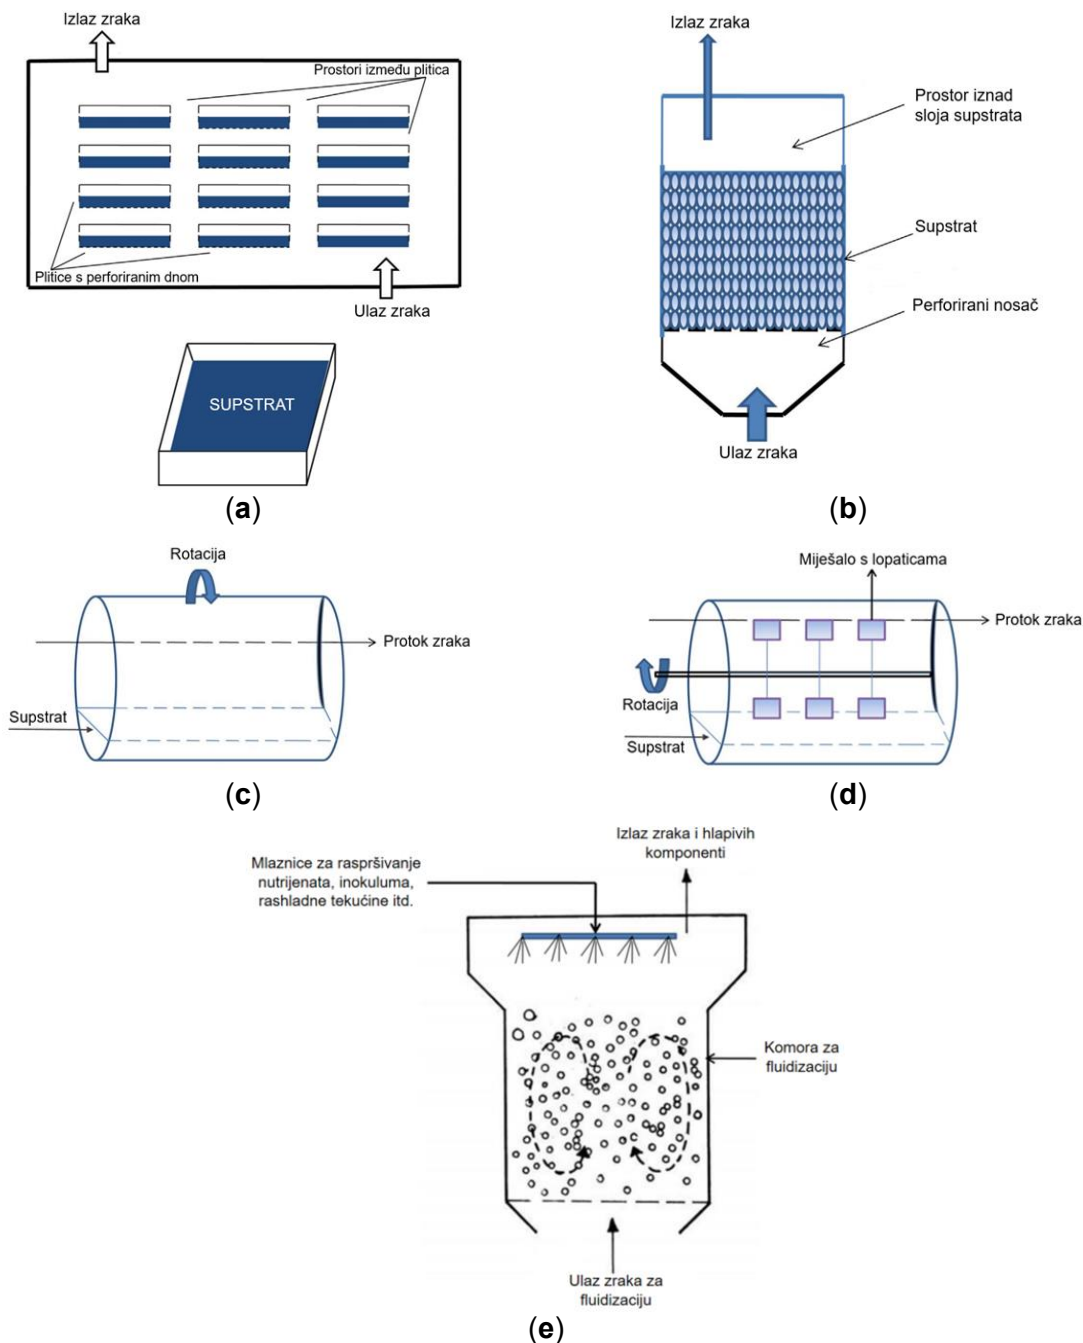 Izlaz zraka
Prostori između plitica
Plitice s perforiranim dnom
Ulaz zraka
SUPSTRAT
(a)
Izlaz zraka
Prostor iznad
sloja supstrata
Supstrat
Perforirani nosač
Ulaz zraka
(b)
Rotacija
Protok zraka
Supstrat
(c)
Miješalo s lopaticama
Protok zraka
Rotacija
Supstrat
(d)
Mlaznice za raspršivanje
nutrijenata, inokuluma,
rashladne tekućine itd.
Izlaz zraka i hlapivih
komponenti
Komora za
fluidizaciju
Ulaz zraka za
fluidizaciju
(e)